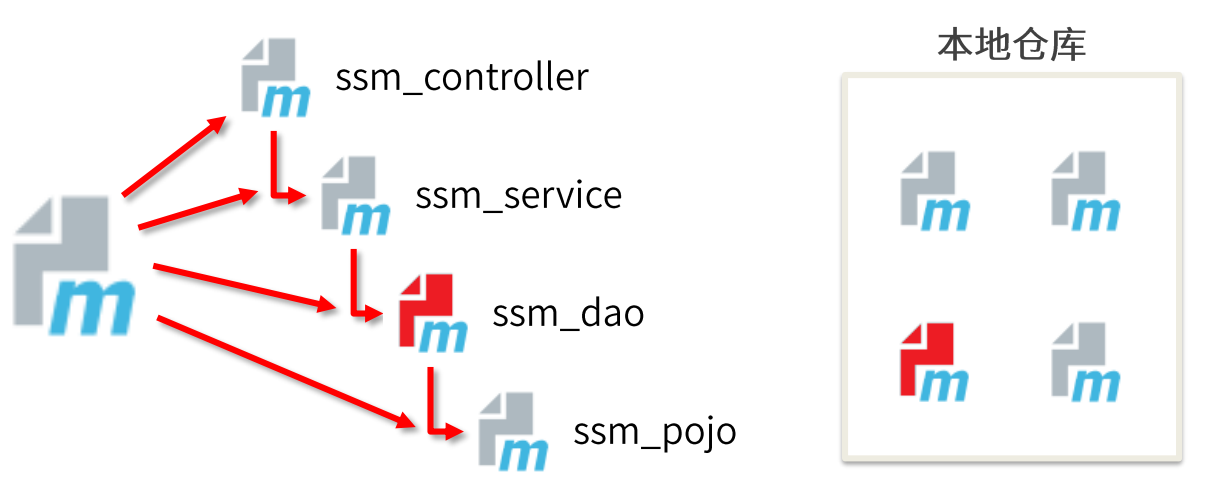 本地仓库
m ssm_controller
m ssm_service
m
m ssm_dao
m ssm_pojo
m
m
m
m